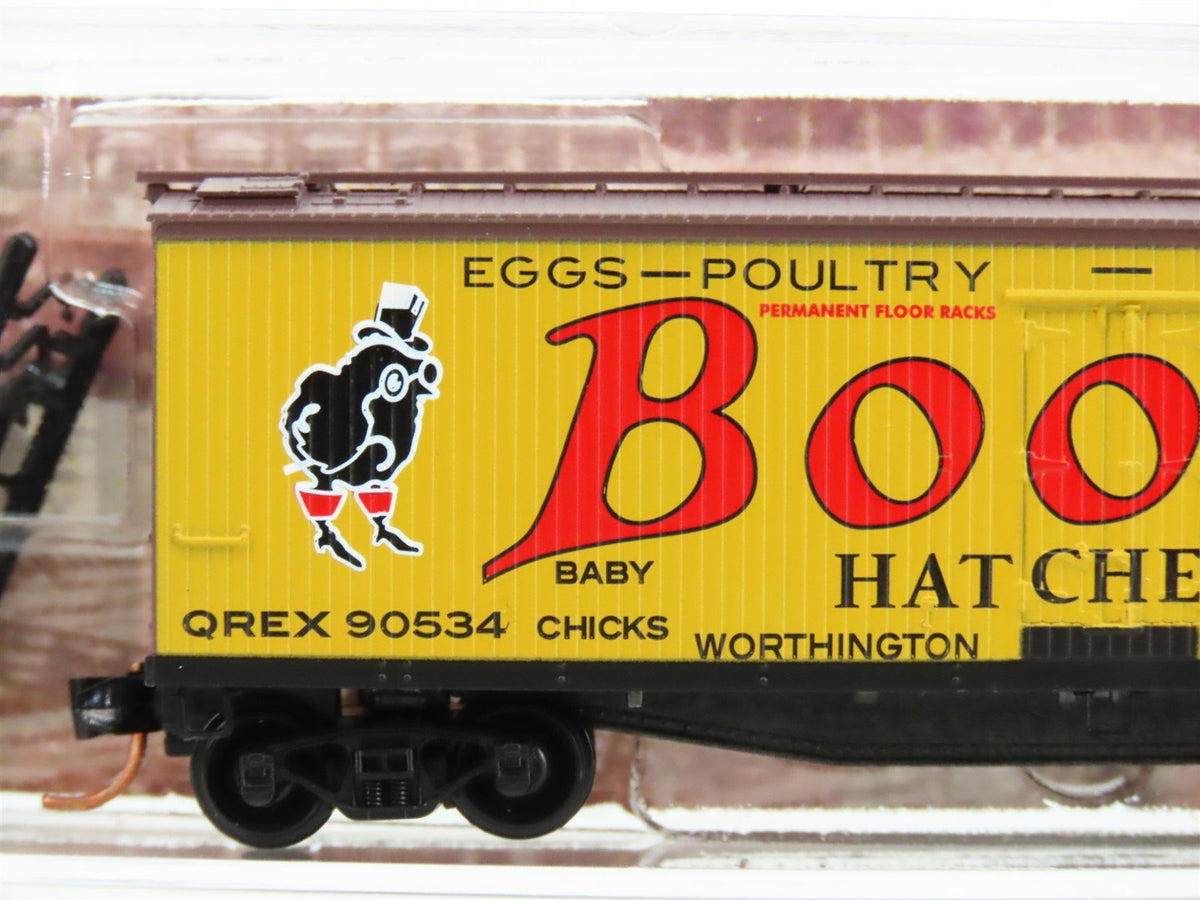 EGGS—POULTRY —
PERMANENT FLOOR RACKS
BOO
HATCHE
BABY
CHICKS
QREX 90534
WORTHINGTON